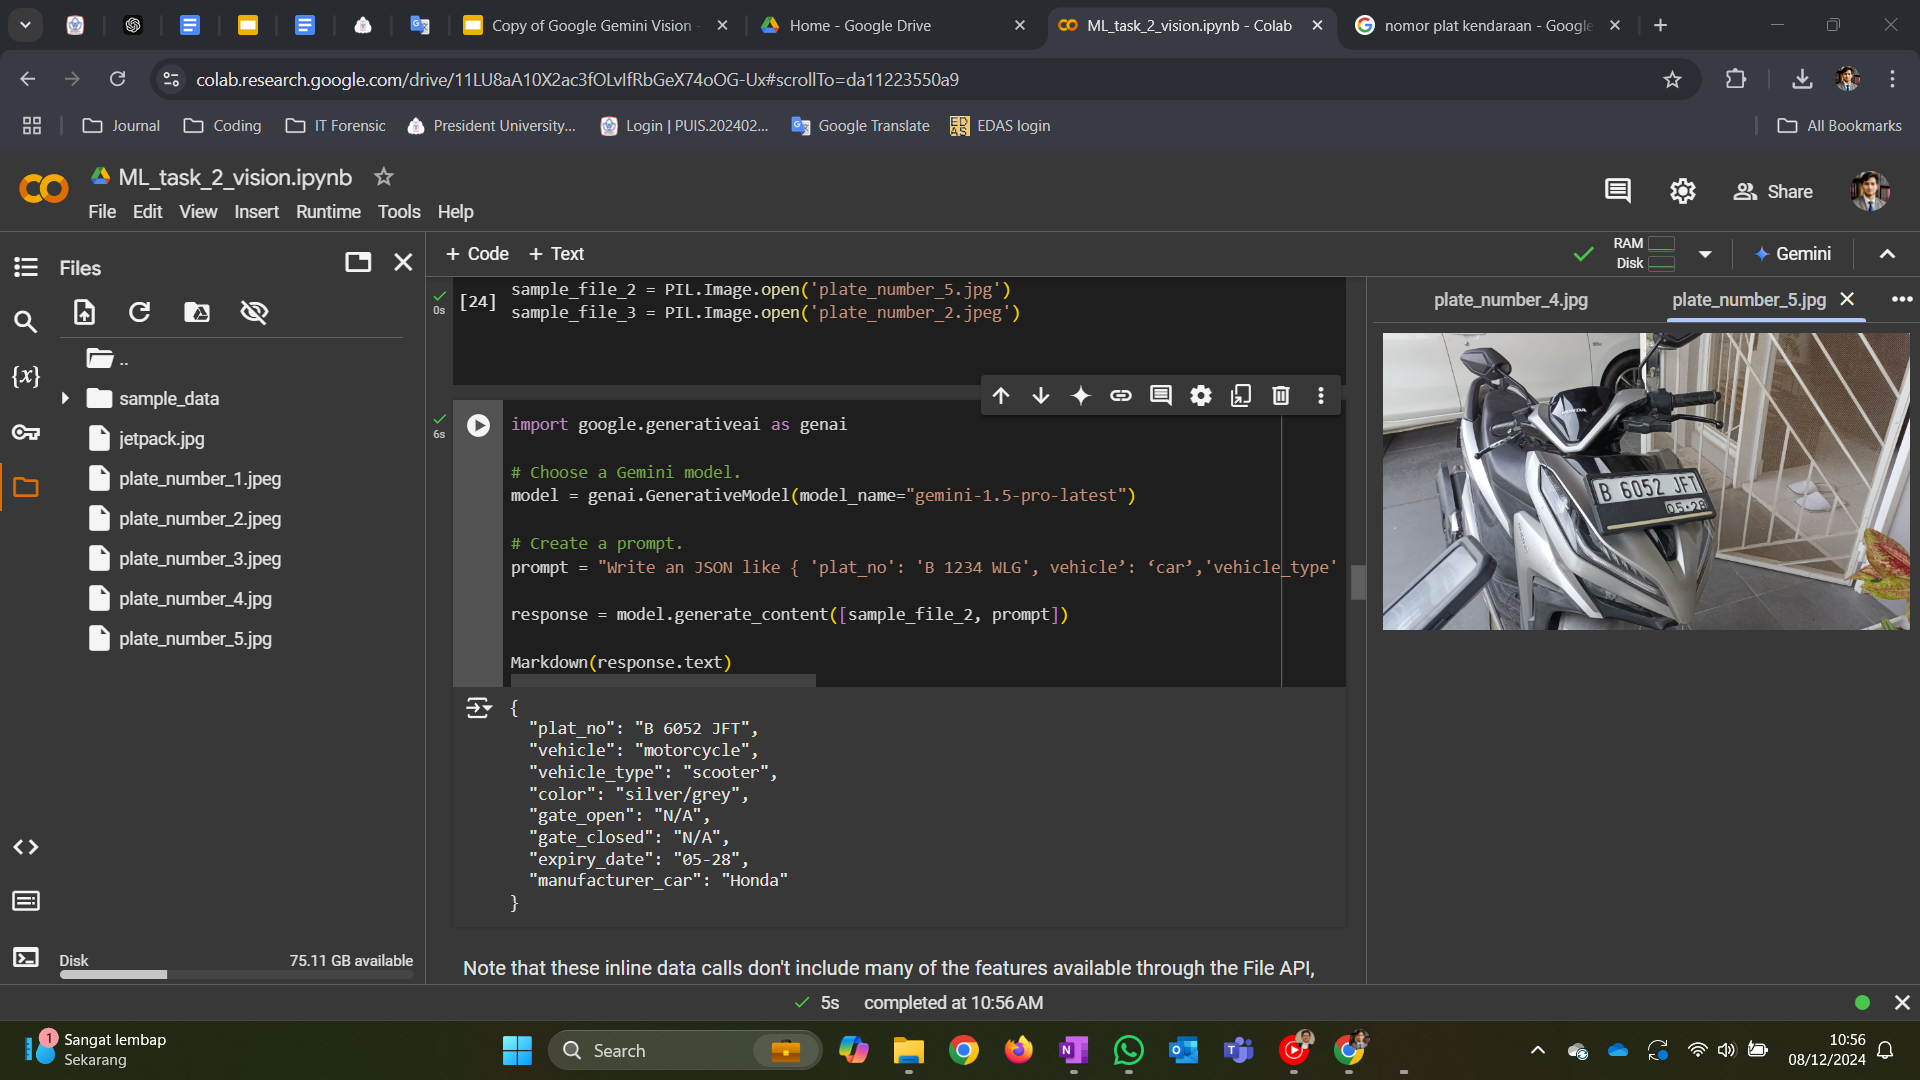 Copy of Google Gemini Vision -
Home - Google Drive
ML_task_2_vision.ipynb - Colab
nomor plat kendaraan - Google
colab.research.google.com/drive/11LU8aA10X2ac3fOLvIfRbGeX74oOG-Ux#scrollTo=da11223550a9
Journal
Coding
IT Forensic
President University...
Login | PUIS.202402...
Google Translate
EDAS login
All Bookmarks
ML_task_2_vision.ipynb
Share
File Edit View Insert Runtime Tools Help
Files
+ Code + Text
RAM
Disk
Gemini
..
sample_data
jetpack.jpg
plate_number_1.jpeg
plate_number_2.jpeg
plate_number_3.jpeg
plate_number_4.jpg
plate_number_5.jpg
Disk 75.11 GB available
0s
[24]
sample_file_2 = PIL.Image.open('plate_number_5.jpg')
sample_file_3 = PIL.Image.open('plate_number_2.jpeg')
6s
import google.generativeai as genai
# Choose a Gemini model.
model = genai.GenerativeModel(model_name="gemini-1.5-pro-latest")
# Create a prompt.
prompt = "Write an JSON like { 'plat_no': 'B 1234 WLG', vehicle’: ‘car’,'vehicle_type'
response = model.generate_content([sample_file_2, prompt])
Markdown(response.text)
{
"plat_no": "B 6052 JFT",
"vehicle": "motorcycle",
"vehicle_type": "scooter",
"color": "silver/grey",
"gate_open": "N/A",
"gate_closed": "N/A",
"expiry_date": "05-28",
"manufacturer_car": "Honda"
}
Note that these inline data calls don't include many of the features available through the File API,
plate_number_4.jpg
plate_number_5.jpg
HONDA
B 6052 JFT
05-28
5s completed at 10:56 AM
1
Sangat lembap
Sekarang
Search
10:56
08/12/2024